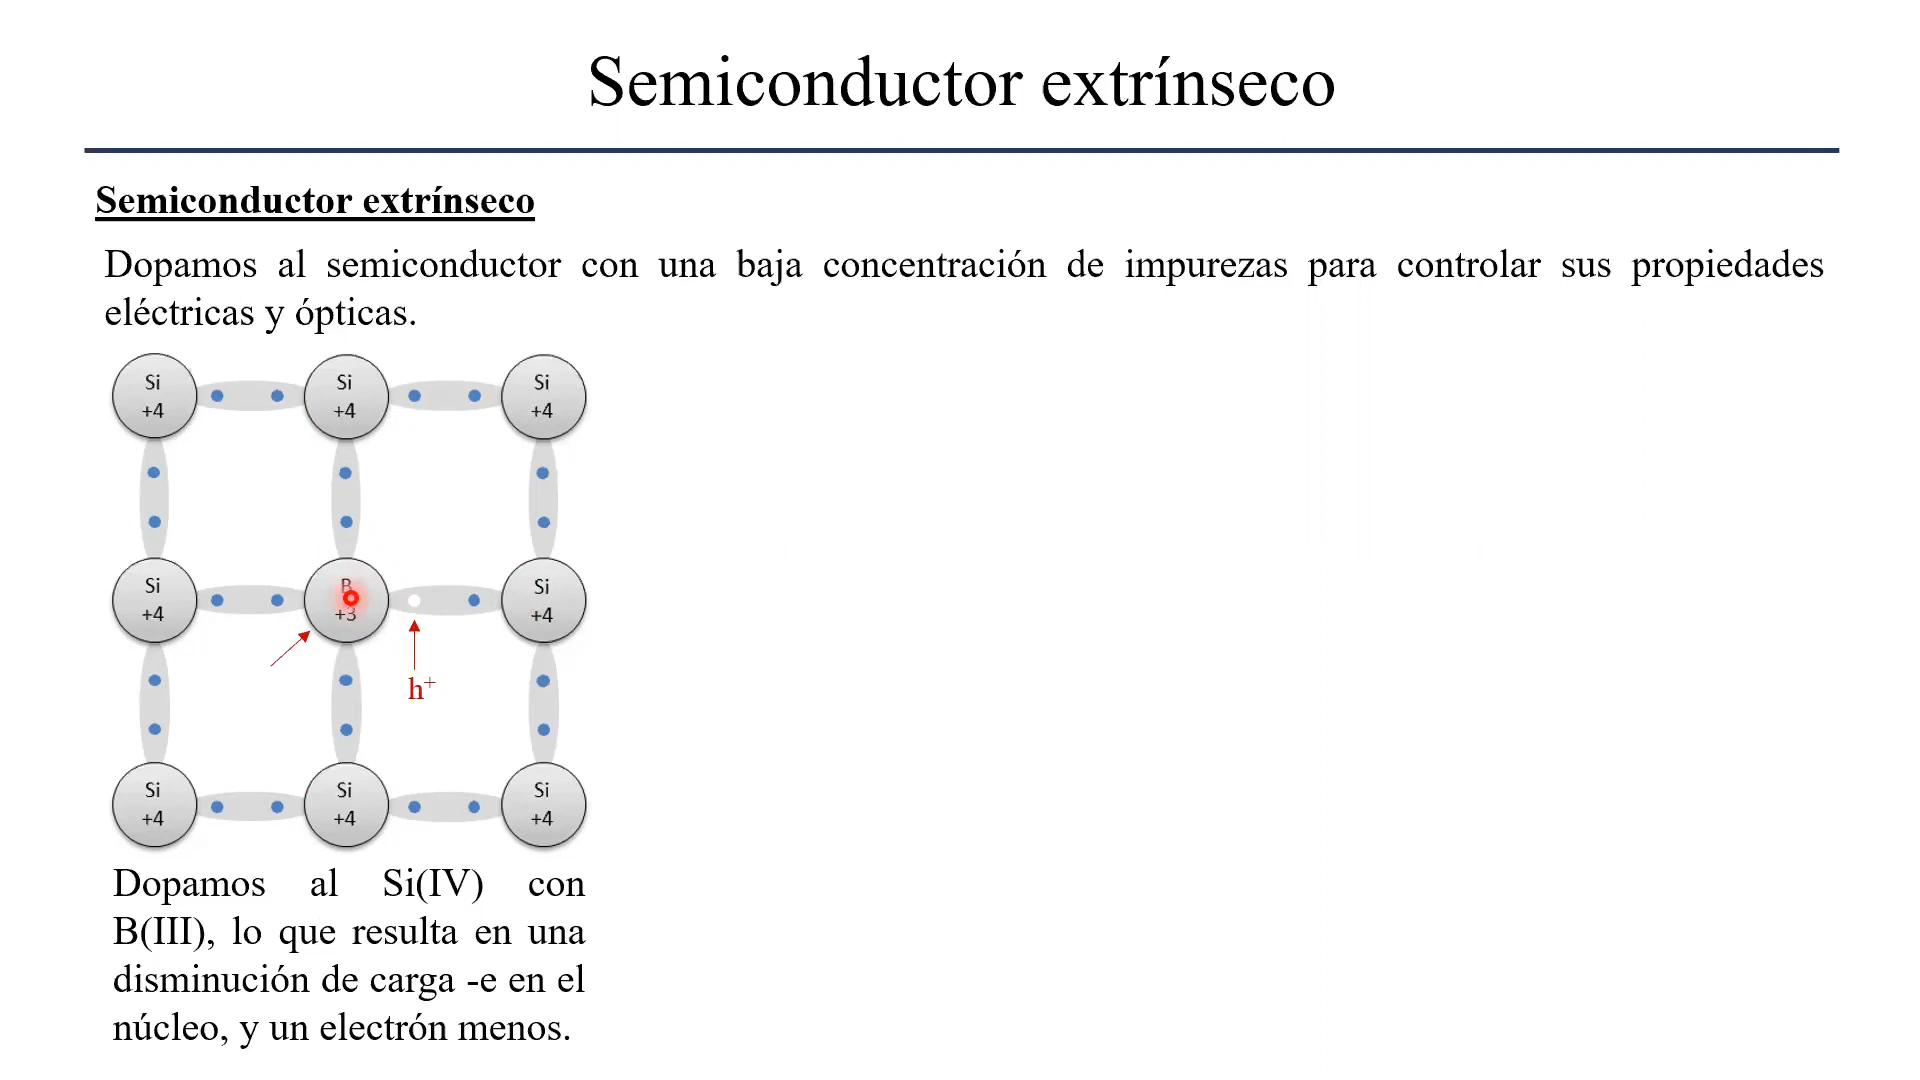 Semiconductor extrínseco
Semiconductor extrínseco
Dopamos al semiconductor con una baja concentración de impurezas para controlar sus propiedades
eléctricas y ópticas.
Si Si Si
+4 +4 +4
Si B Si
+4 +3 +4
h+
Si Si Si
+4 +4 +4
Dopamos al Si(IV) con
B(III), lo que resulta en una
disminución de carga -e en el
núcleo, y un electrón menos.